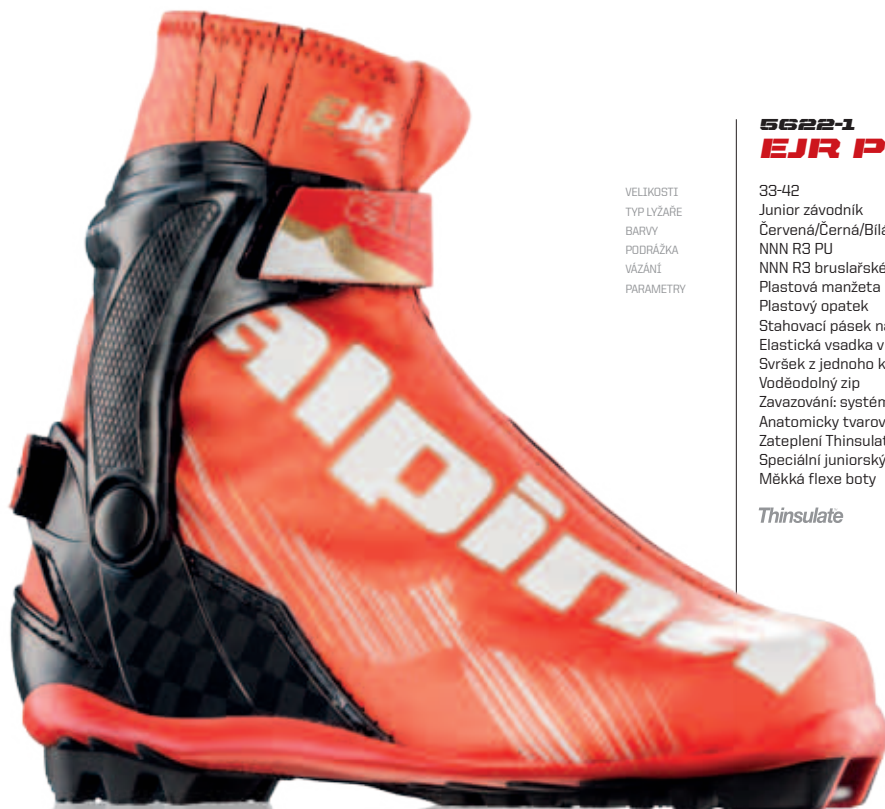 5622-1
EJR P
VELIKOSTI
33-42
TYP LYŽAŘE
Junior závodník
BARVY
Červená/Černá/Bílá
PODRÁŽKA
NNN R3 PU
VÁZÁNÍ
NNN R3 bruslařské
PARAMETRY
Plastová manžeta
Plastový opatek
Stahovací pásek na
Elastická vsadka v
Svršek z jednoho k
Voděodolný zip
Zavazování: systém
Anatomicky tvarov
Zateplení Thinsulat
Speciální juniorský
Měkká flexe boty
Thinsulate
EJR
alpina